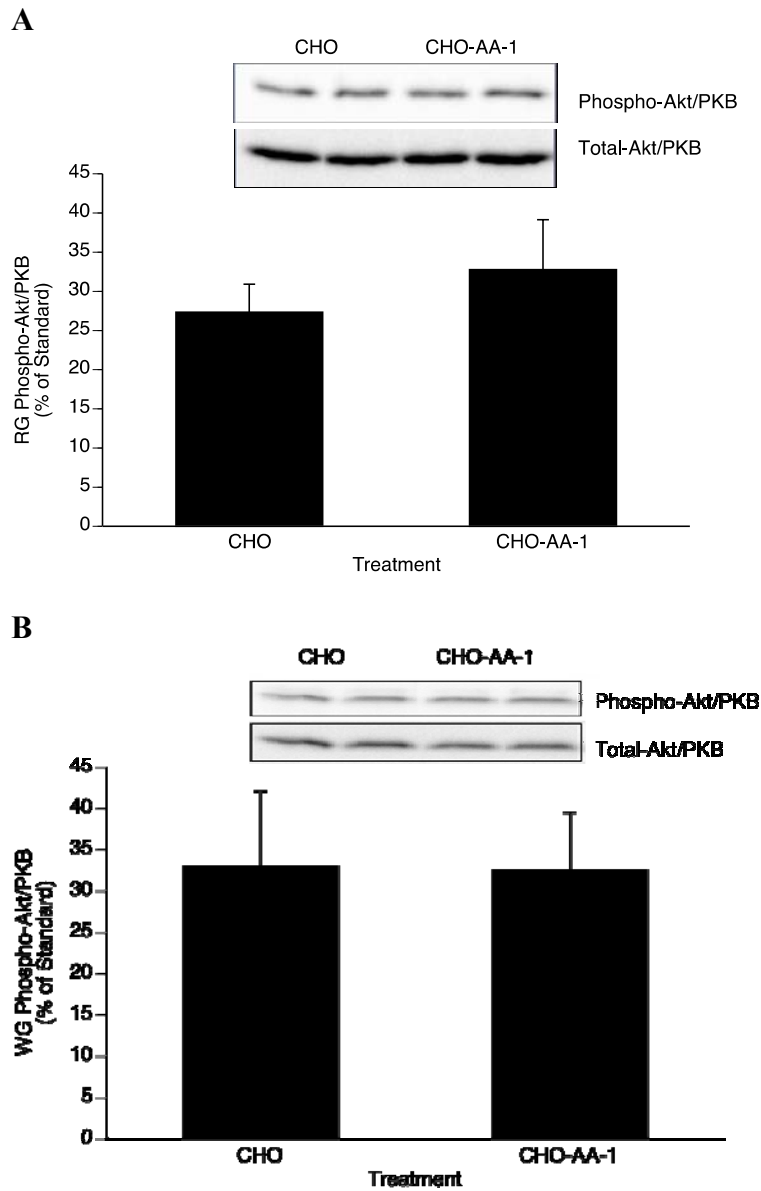 A
CHO CHO-AA-1
Phospho-Akt/PKB
Total-Akt/PKB
45
40
35
30
25
20
15
10
5
0
RG Phospho-Akt/PKB
(% of Standard)
CHO CHO-AA-1
Treatment
B
CHO CHO-AA-1
Phospho-Akt/PKB
Total-Akt/PKB
45
40
35
30
25
20
15
10
5
0
WG Phospho-Akt/PKB
(% of Standard)
CHO CHO-AA-1
Treatment